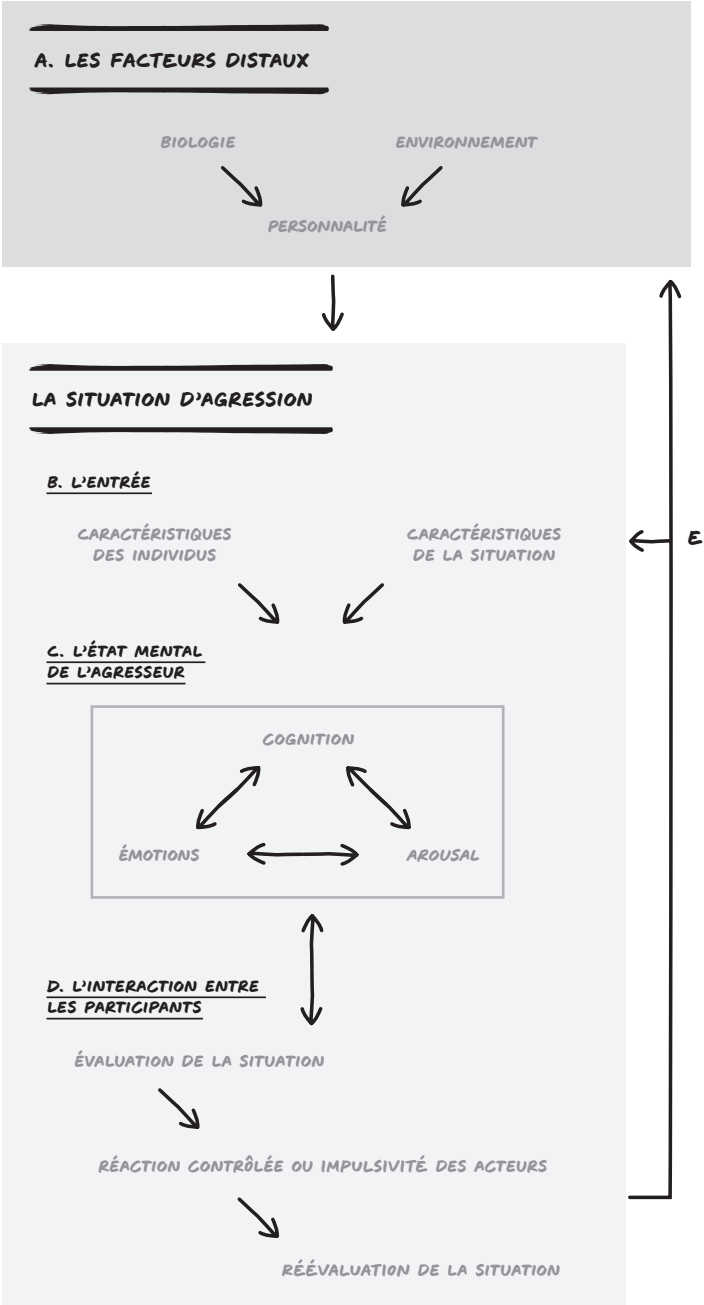 A. LES FACTEURS DISTAUX
BIOLOGIE
ENVIRONNEMENT
PERSONNALITÉ
LA SITUATION D'AGRESSION
B. L'ENTRÉE
CARACTÉRISTIQUES
DES INDIVIDUS
CARACTÉRISTIQUES
DE LA SITUATION
E
C. L'ÉTAT MENTAL
DE L'AGRESSEUR
COGNITION
ÉMOTIONS
AROUSAL
D. L'INTERACTION ENTRE
LES PARTICIPANTS
ÉVALUATION DE LA SITUATION
RÉACTION CONTRÔLÉE OU IMPULSIVITÉ DES ACTEURS
RÉÉVALUATION DE LA SITUATION